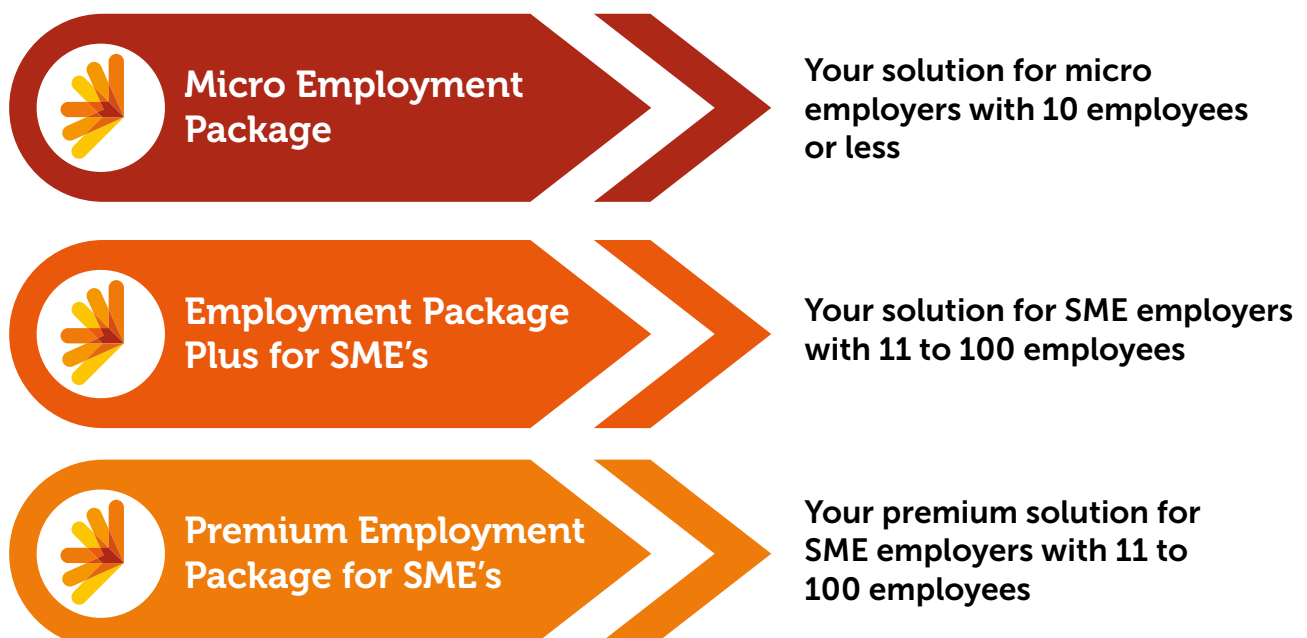 Micro Employment
Package
Your solution for micro
employers with 10 employees
or less
Employment Package
Plus for SME’s
Your solution for SME employers
with 11 to 100 employees
Premium Employment
Package for SME’s
Your premium solution for
SME employers with 11 to
100 employees